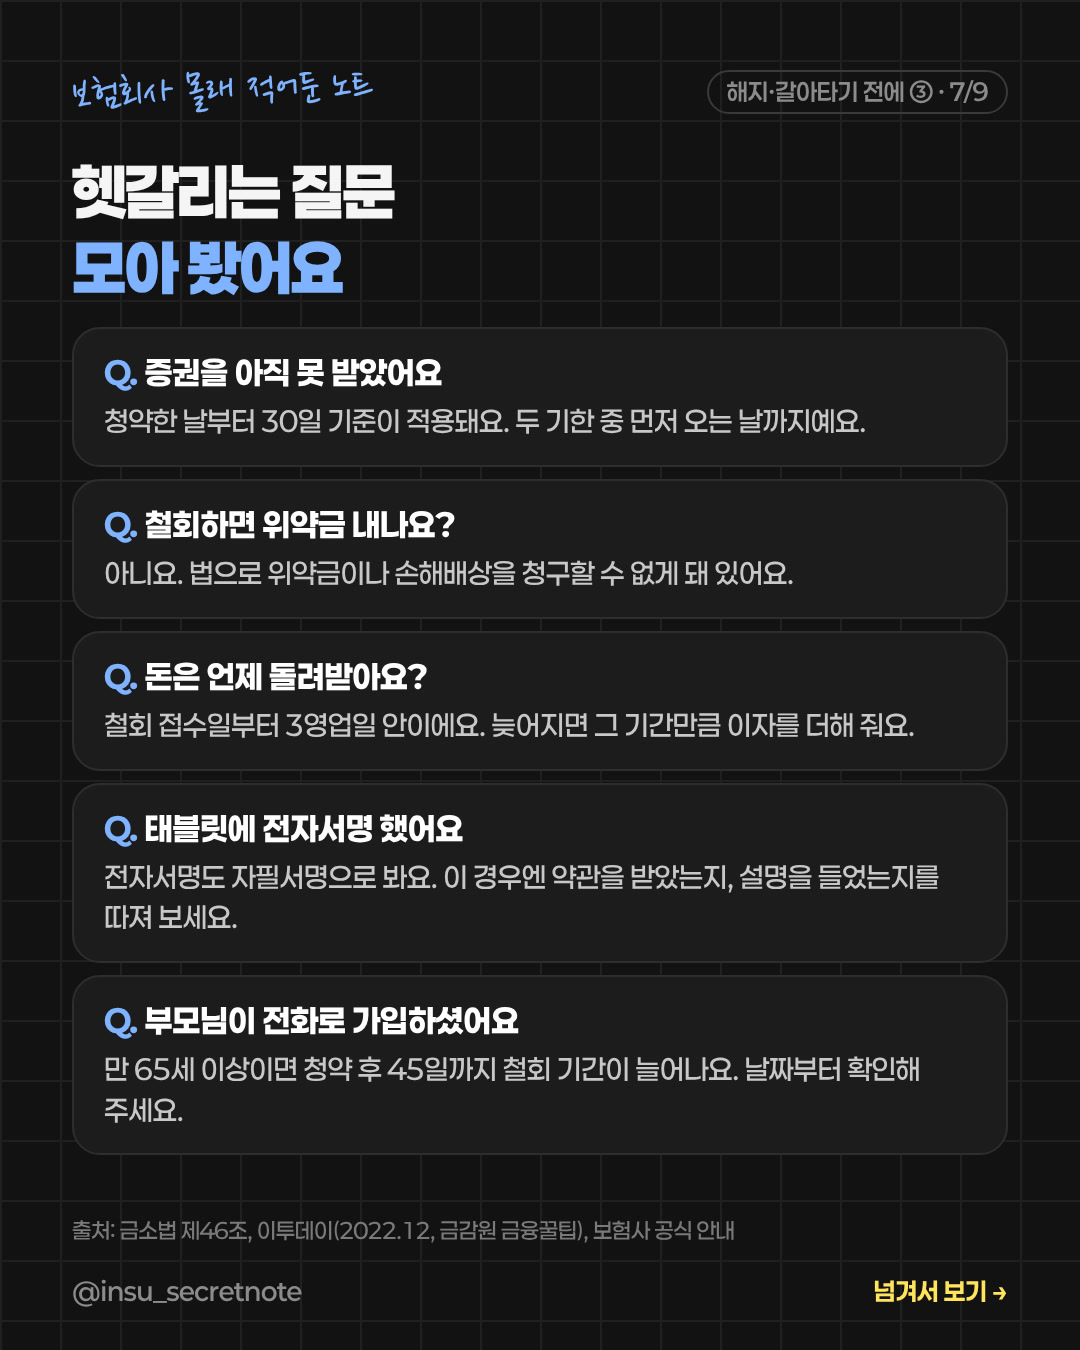 보험회사 몰래 적어둔 노트
해지·갈아타기 전에 ③ · 7/9
헷갈리는 질문
모아 봤어요
Q. 증권을 아직 못 받았어요
청약한 날부터 30일 기준이 적용돼요. 두 기한 중 먼저 오는 날까지예요.
Q. 철회하면 위약금 내나요?
아니요. 법으로 위약금이나 손해배상을 청구할 수 없게 돼 있어요.
Q. 돈은 언제 돌려받아요?
철회 접수일부터 3영업일 안이에요. 늦어지면 그 기간만큼 이자를 더해 줘요.
Q. 태블릿에 전자서명 했어요
전자서명도 자필서명으로 봐요. 이 경우엔 약관을 받았는지, 설명을 들었는지를
따져 보세요.
Q. 부모님이 전화로 가입하셨어요
만 65세 이상이면 청약 후 45일까지 철회 기간이 늘어나요. 날짜부터 확인해
주세요.
출처: 금소법 제46조, 이투데이(2022.12, 금감원 금융꿀팁), 보험사 공식 안내
@insu_secretnote
넘겨서 보기 →